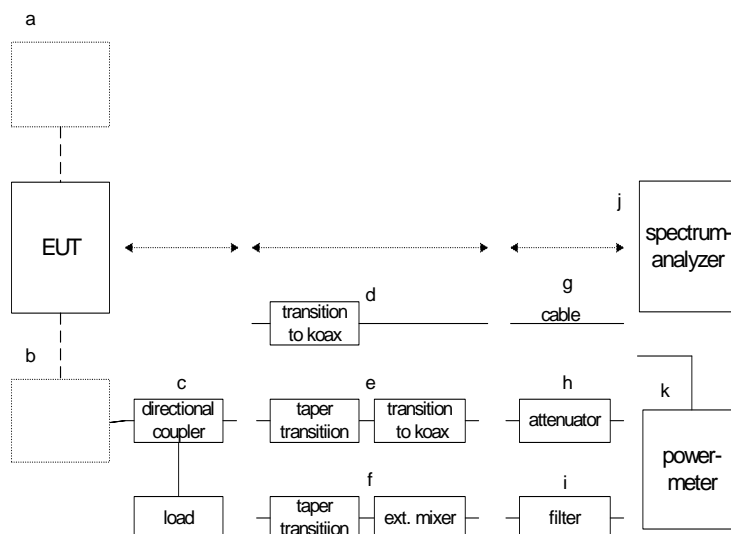 a
EUT
j
spectrum-
analyzer
d
transition
to koax
g
cable
b
c
directional
coupler
e
taper
transitiion
transition
to koax
h
attenuator
k
power-
meter
load
f
taper
transitiion
ext. mixer
i
filter